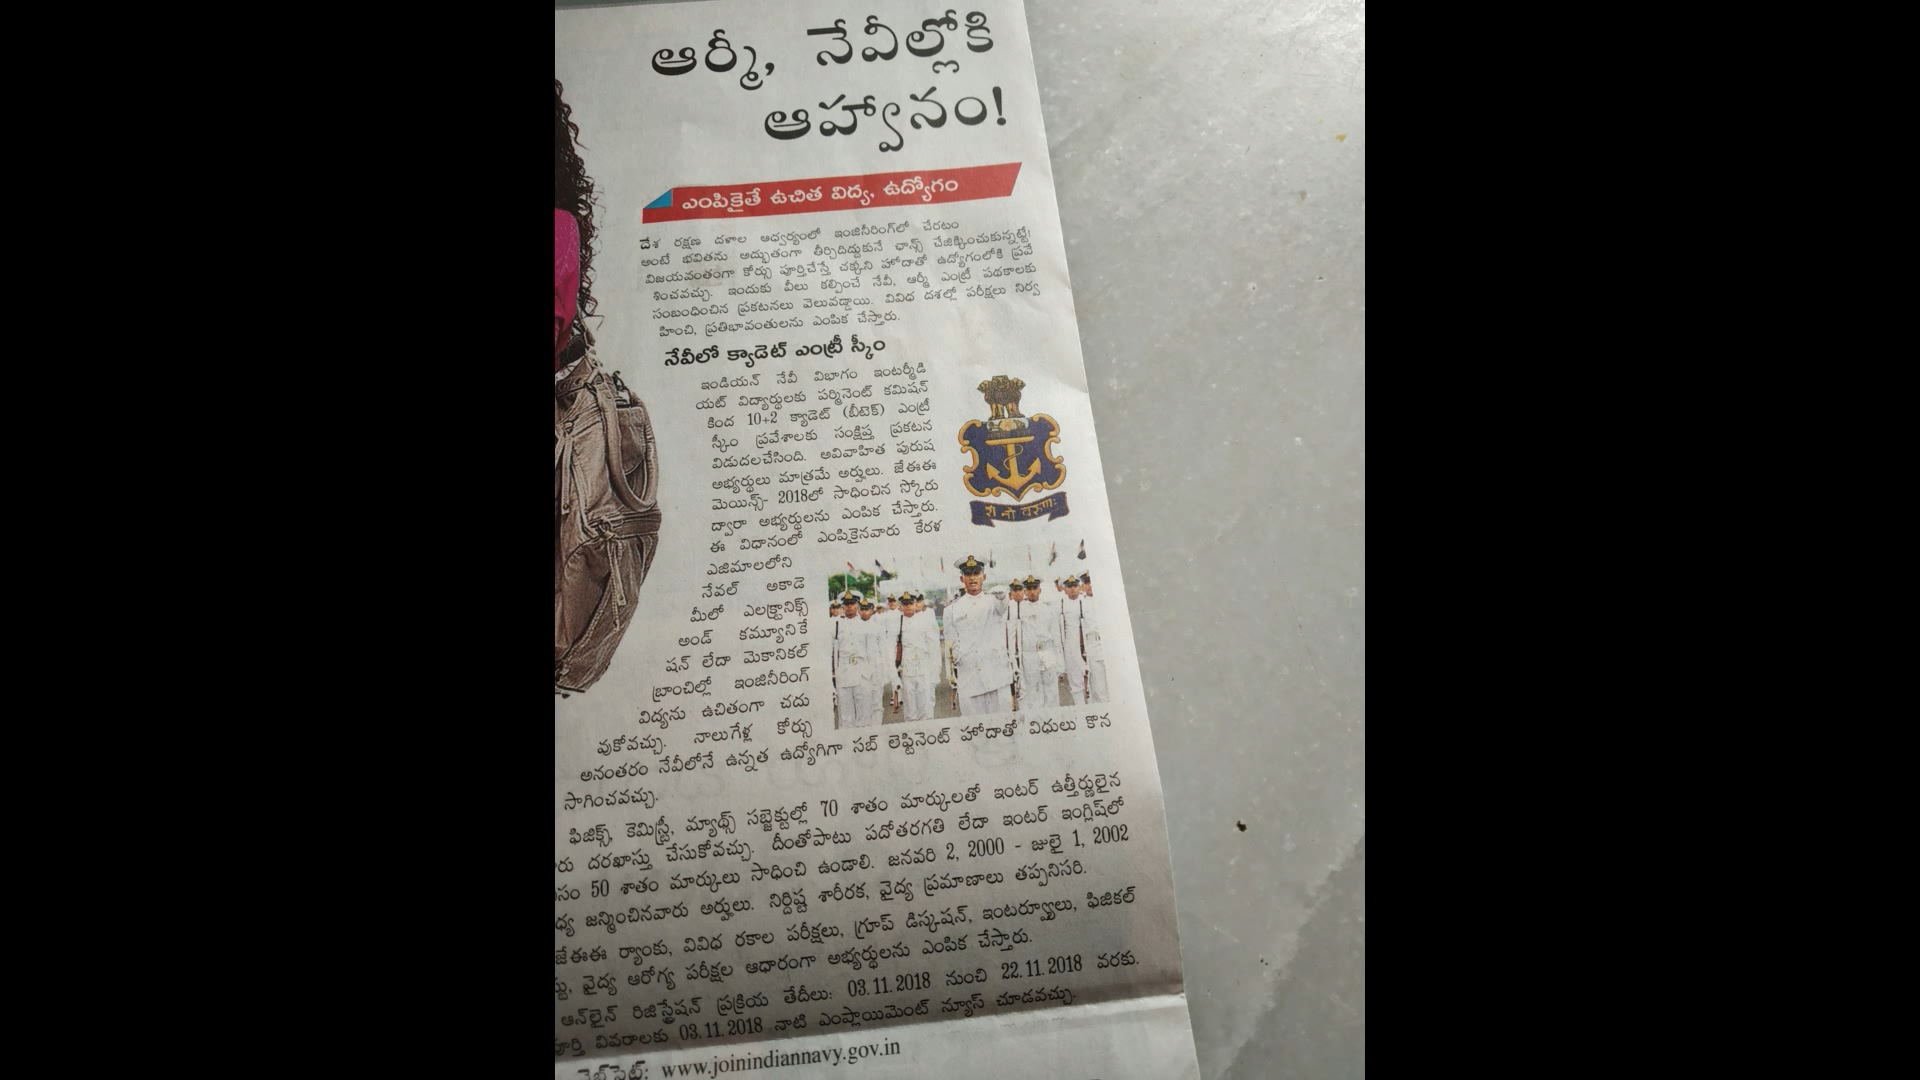 ఆర్మీ, నేవీల్లోకి
ఆహ్వానం!
ఎంపికైతే ఉచిత విద్య, ఉద్యోగం
దేశ రక్షణ దళాల ఆధ్వర్యంలో ఇంజినీరింగ్‌లో చేరటం
అంటే భవితను అద్భుతంగా తీర్చిదిద్దుకునే ఛాన్స్ చేజిక్కించుకున్నట్టే!
విజయవంతంగా కోర్సు పూర్తిచేస్తే చక్కని హోదాతో ఉద్యోగంలోకి ప్రవే
శించవచ్చు. ఇందుకు వీలు కల్పించే నేవీ, ఆర్మీ ఎంట్రీ పథకాలకు
సంబంధించిన ప్రకటనలు వెలువడ్డాయి. వివిధ దశల్లో పరీక్షలు నిర్వ
హించి, ప్రతిభావంతులను ఎంపిక చేస్తారు.
నేవీలో క్యాడెట్ ఎంట్రీ స్కీం
ఇండియన్ నేవీ విభాగం ఇంటర్మీడి
యట్ విద్యార్థులకు పర్మినెంట్ కమిషన్
కింద 10+2 క్యాడెట్ (బీటెక్) ఎంట్రీ
స్కీం ప్రవేశాలకు సంక్షిప్త ప్రకటన
విడుదలచేసింది. అవివాహిత పురుష
అభ్యర్థులు మాత్రమే అర్హులు. జేఈఈ
మెయిన్స్- 2018లో సాధించిన స్కోరు
ద్వారా అభ్యర్థులను ఎంపిక చేస్తారు.
ఈ విధానంలో ఎంపికైనవారు కేరళ
ఎజిమాలలోని
నేవల్ అకాడె
మీలో ఎలక్ట్రానిక్స్
అండ్ కమ్యూనికే
షన్ లేదా మెకానికల్
బ్రాంచిల్లో ఇంజినీరింగ్
విద్యను ఉచితంగా చదు
వుకోవచ్చు. నాలుగేళ్ల కోర్సు
అనంతరం నేవీలోనే ఉన్నత ఉద్యోగిగా సబ్ లెఫ్టినెంట్ హోదాతో విధులు కొన
సాగించవచ్చు.
ఫిజిక్స్, కెమిస్ట్రీ, మ్యాథ్స్ సబ్జెక్టుల్లో 70 శాతం మార్కులతో ఇంటర్ ఉత్తీర్ణులైన
దరఖాస్తు చేసుకోవచ్చు. దీంతోపాటు పదోతరగతి లేదా ఇంటర్ ఇంగ్లిష్‌లో
50 శాతం మార్కులు సాధించి ఉండాలి. జనవరి 2, 2000 - జులై 1, 2002
జన్మించినవారు అర్హులు. నిర్దిష్ట శారీరక, వైద్య ప్రమాణాలు తప్పనిసరి.
జేఈఈ ర్యాంకు, వివిధ రకాల పరీక్షలు, గ్రూప్ డిస్కషన్, ఇంటర్వ్యూలు, ఫిజికల్
వైద్య ఆరోగ్య పరీక్షల ఆధారంగా అభ్యర్థులను ఎంపిక చేస్తారు.
ఆన్‌లైన్ రిజిస్ట్రేషన్ ప్రక్రియ తేదీలు: 03.11.2018 నుంచి 22.11.2018 వరకు.
వివరాలకు 03.11.2018 నాటి ఎంప్లాయిమెంట్ న్యూస్ చూడవచ్చు.
వెబ్‌సైట్: www.joinindiannavy.gov.in